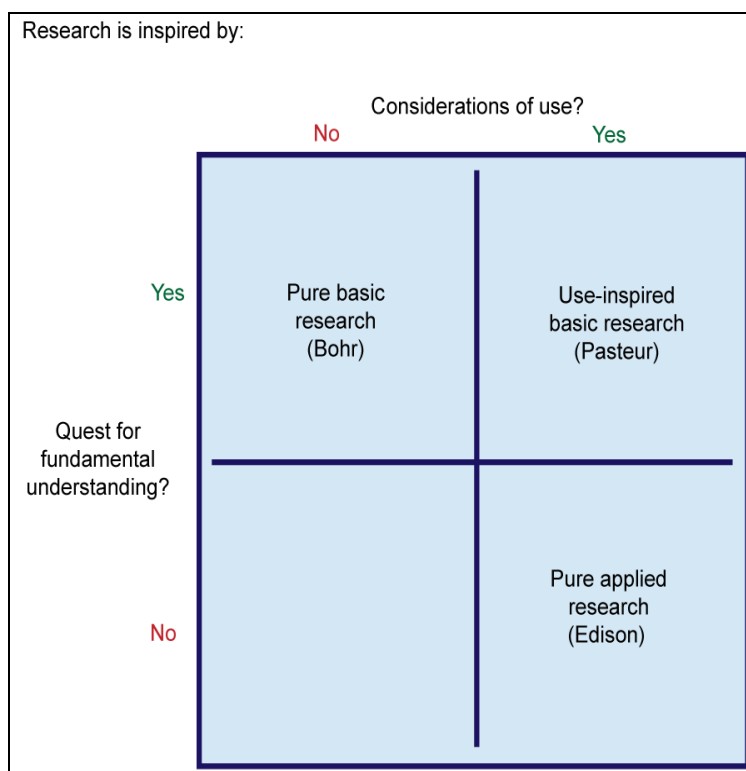 Research is inspired by:
Considerations of use?
No
Yes
Yes
Pure basic
research
(Bohr)
Use-inspired
basic research
(Pasteur)
Quest for
fundamental
understanding?
No
Pure applied
research
(Edison)